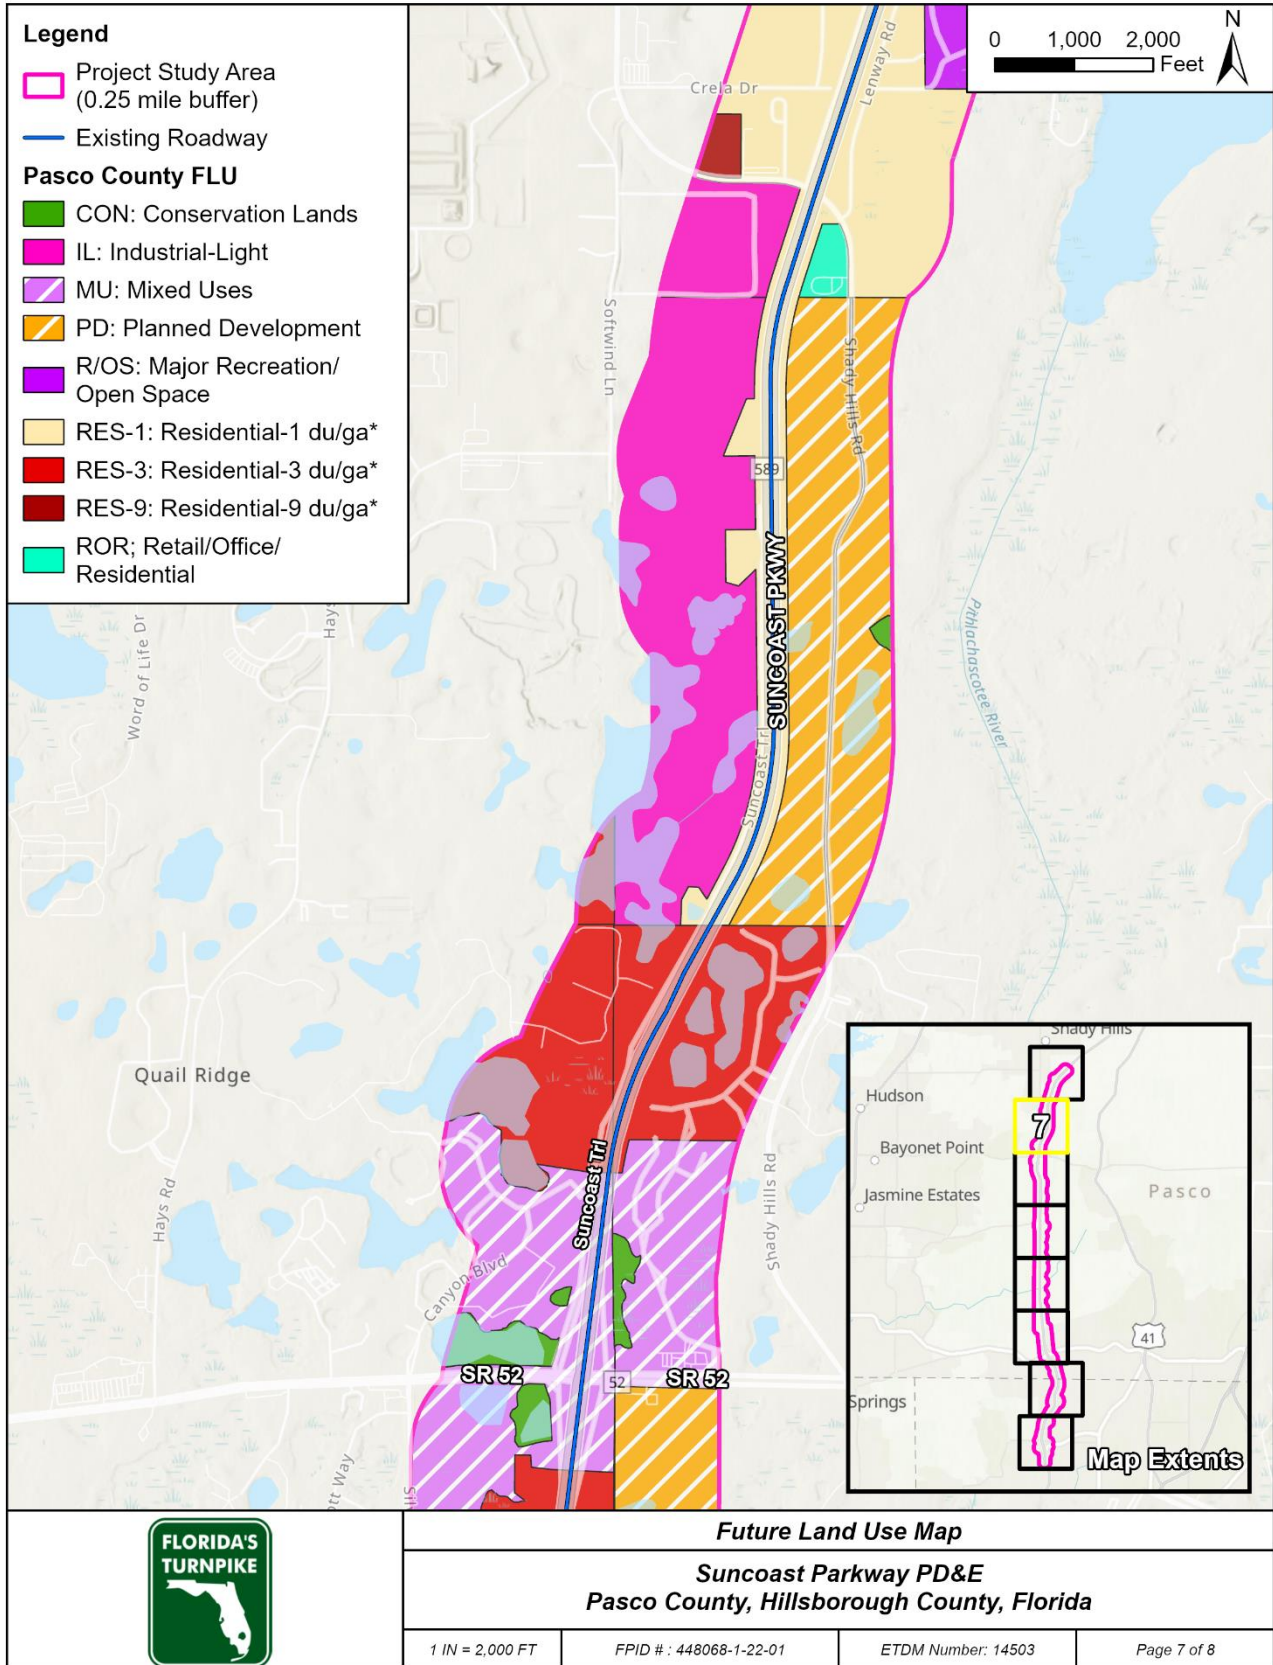 Legend
Project Study Area
(0.25 mile buffer)
Existing Roadway
Pasco County FLU
CON: Conservation Lands
IL: Industrial-Light
MU: Mixed Uses
PD: Planned Development
R/OS: Major Recreation/
Open Space
RES-1: Residential-1 du/ga*
RES-3: Residential-3 du/ga*
RES-9: Residential-9 du/ga*
ROR; Retail/Office/
Residential
0 1,000 2,000
Feet
N
Crela Dr
Lenway Rd
Softwind Ln
Shady Hills Rd
589
SUNCOAST PKWY
Suncoast Trl
Pithlachascotee River
Word of Life Dr
Hays
Quail Ridge
Hays Rd
Suncoast Trl
Shady Hills Rd
Canyon Blvd
SR 52
52
SR 52
ott Way
Shady Hills
Hudson
7
Bayonet Point
Jasmine Estates
Pasco
41
Springs
Map Extents
FLORIDA'S
TURNPIKE
Future Land Use Map
Suncoast Parkway PD&E
Pasco County, Hillsborough County, Florida
1 IN = 2,000 FT
FPID # : 448068-1-22-01
ETDM Number: 14503
Page 7 of 8